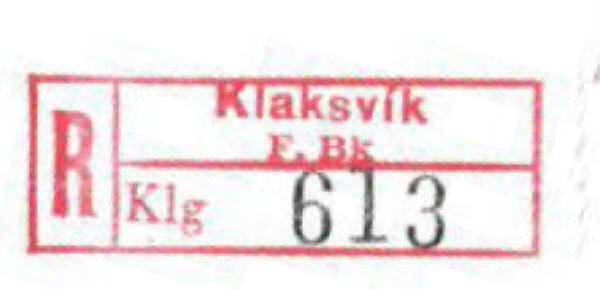 R
Klaksvík
F. Bk
Klg 613